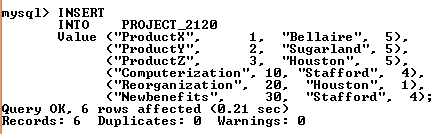 mysql> INSERT
INTO PROJECT_2120
Value ("ProductX", 1, "Bellaire", 5),
("ProductY", 2, "Sugarland", 5),
("ProductZ", 3, "Houston", 5),
("Computerization", 10, "Stafford", 4),
("Reorganization", 20, "Houston", 1),
("Newbenefits", 30, "Stafford", 4);
Query OK, 6 rows affected (0.21 sec)
Records: 6 Duplicates: 0 Warnings: 0